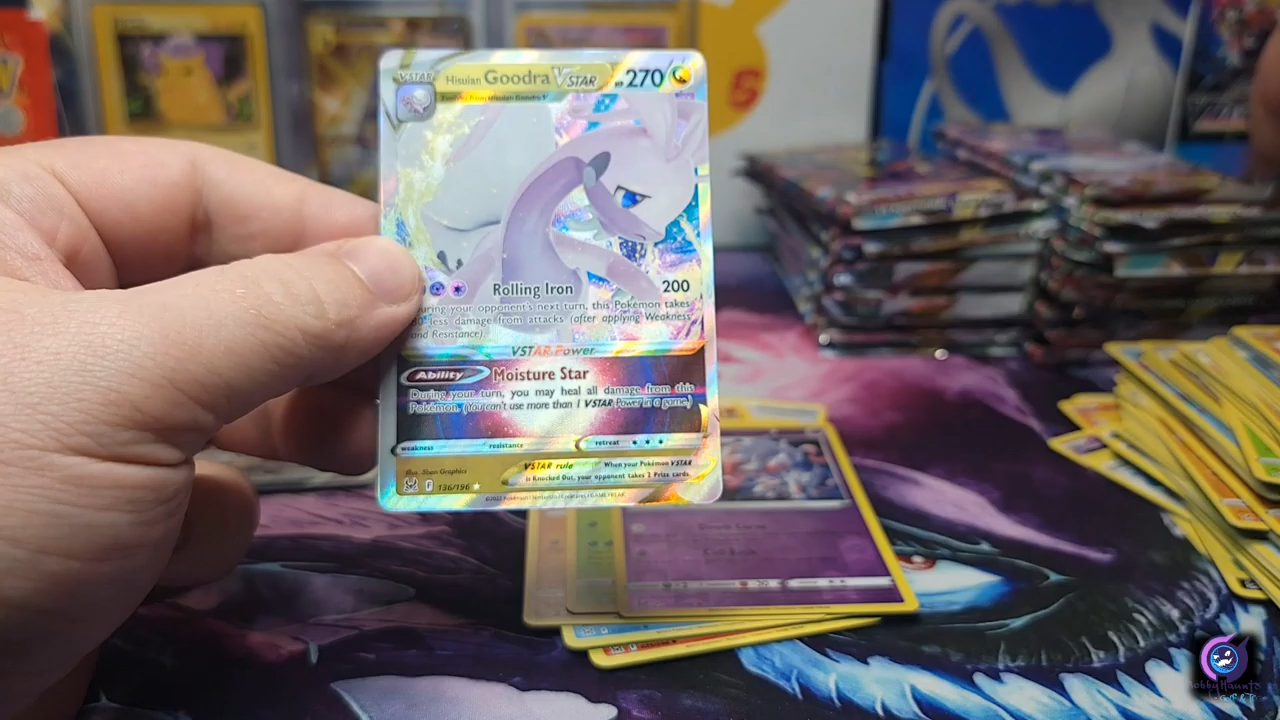 VSTAR Hisuian Goodra VSTAR HP 270
Evolves from Hisuian Goodra V
Rolling Iron 200
During your opponent's next turn, this Pokémon takes
80 less damage from attacks (after applying Weakness
and Resistance).
VSTAR Power
Ability Moisture Star
During your turn, you may heal all damage from this
Pokémon. (You can't use more than 1 VSTAR Power in a game.)
weakness resistance retreat
Illus. Shen Graphics
VSTAR rule When your Pokémon VSTAR
is Knocked Out, your opponent takes 2 Prize cards.
F 136/196
©2022 Pokémon / Nintendo / Creatures / GAME FREAK